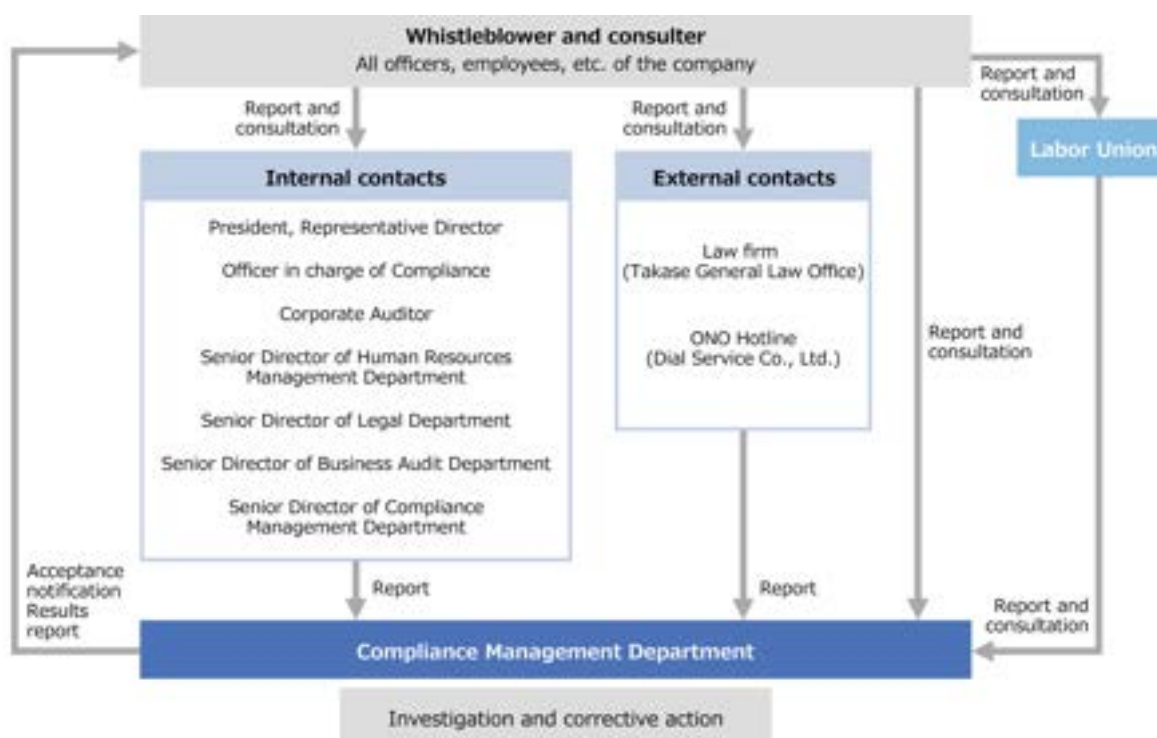 Whistleblower and consulter
All officers, employees, etc. of the company
Report and
consultation
Report and
consultation
Report and
consultation
Labor Union
Internal contacts
President, Representative Director
Officer in charge of Compliance
Corporate Auditor
Senior Director of Human Resources
Management Department
Senior Director of Legal Department
Senior Director of Business Audit Department
Senior Director of Compliance
Management Department
External contacts
Law firm
(Takase General Law Office)
ONO Hotline
(Dial Service Co., Ltd.)
Report and
consultation
Acceptance
notification
Results
report
Report
Report
Report and
consultation
Compliance Management Department
Investigation and corrective action